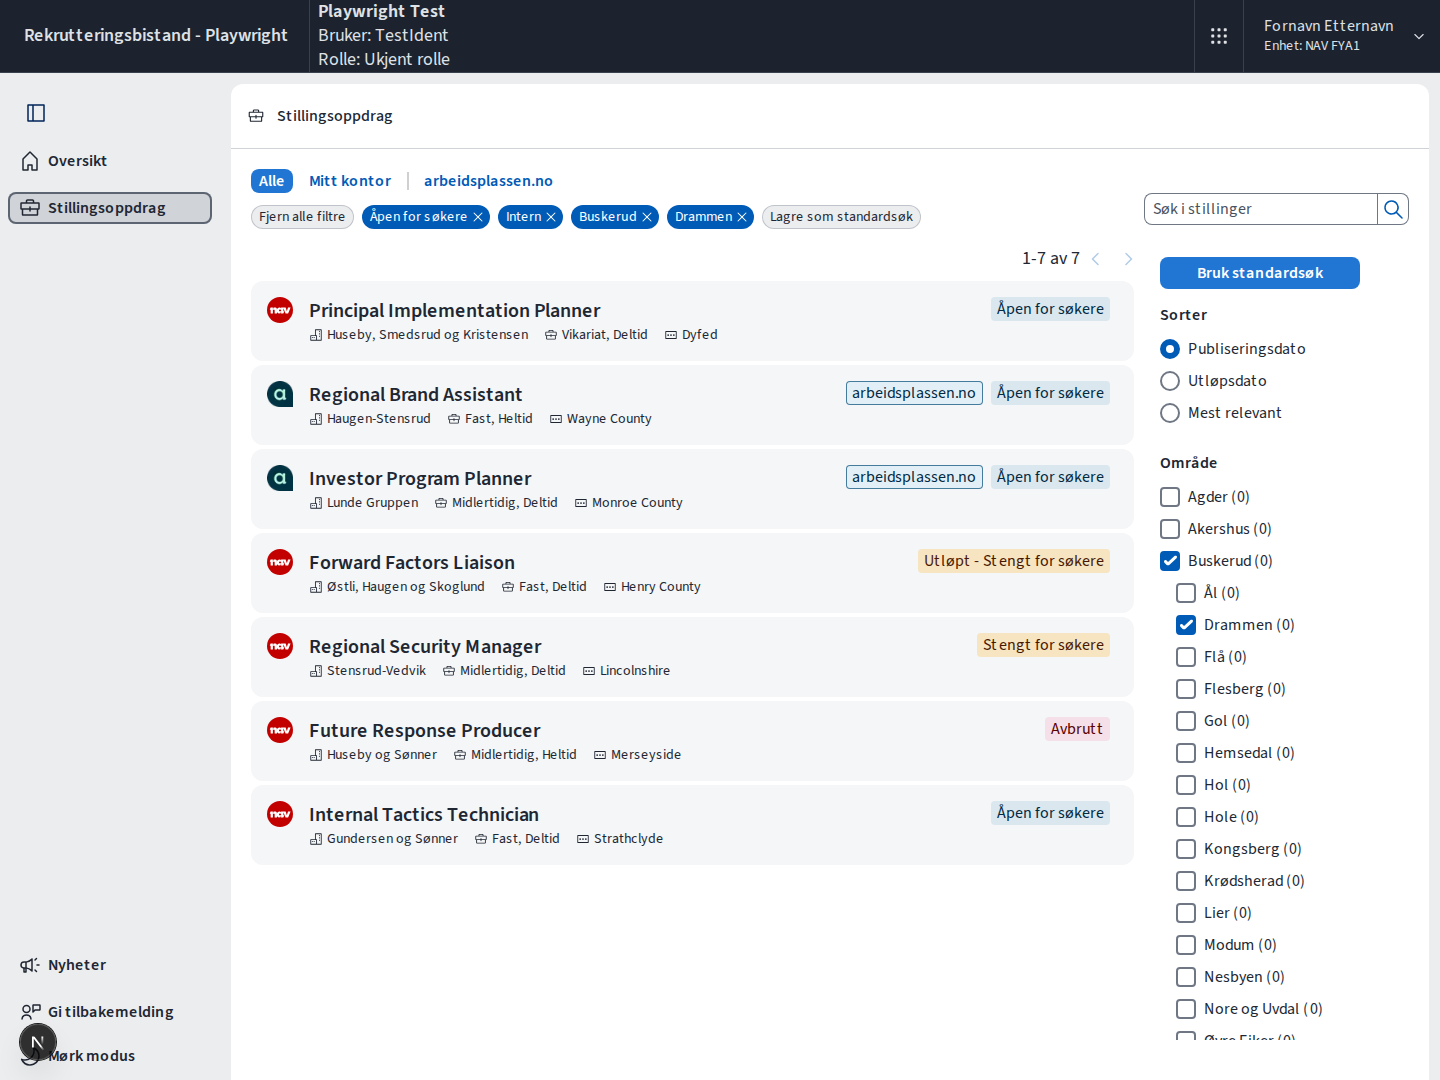 Rekrutteringsbistand - Playwright
Playwright Test
Bruker: TestIdent
Rolle: Ukjent rolle
Fornavn Etternavn
Enhet: NAV FYA1
Oversikt
Stillingsoppdrag
Nyheter
Gi tilbakemelding
N
Mørk modus
Stillingsoppdrag
Alle
Mitt kontor
arbeidsplassen.no
Fjern alle filtre
Åpen for søkere
Intern
Buskerud
Drammen
Lagre som standardsøk
Søk i stillinger
1-7 av 7
nav
Principal Implementation Planner
Åpen for søkere
Huseby, Smedsrud og Kristensen
Vikariat, Deltid
Dyfed
a
Regional Brand Assistant
arbeidsplassen.no
Åpen for søkere
Haugen-Stensrud
Fast, Heltid
Wayne County
a
Investor Program Planner
arbeidsplassen.no
Åpen for søkere
Lunde Gruppen
Midlertidig, Deltid
Monroe County
nav
Forward Factors Liaison
Utløpt - Stengt for søkere
Østli, Haugen og Skoglund
Fast, Deltid
Henry County
nav
Regional Security Manager
Stengt for søkere
Stensrud-Vedvik
Midlertidig, Deltid
Lincolnshire
nav
Future Response Producer
Avbrutt
Huseby og Sønner
Midlertidig, Heltid
Merseyside
nav
Internal Tactics Technician
Åpen for søkere
Gundersen og Sønner
Fast, Deltid
Strathclyde
Bruk standardsøk
Sorter
Publiseringsdato
Utløpsdato
Mest relevant
Område
Agder (0)
Akershus (0)
Buskerud (0)
Ål (0)
Drammen (0)
Flå (0)
Flesberg (0)
Gol (0)
Hemsedal (0)
Hol (0)
Hole (0)
Kongsberg (0)
Krødsherad (0)
Lier (0)
Modum (0)
Nesbyen (0)
Nore og Uvdal (0)
Øvre Eiker (0)